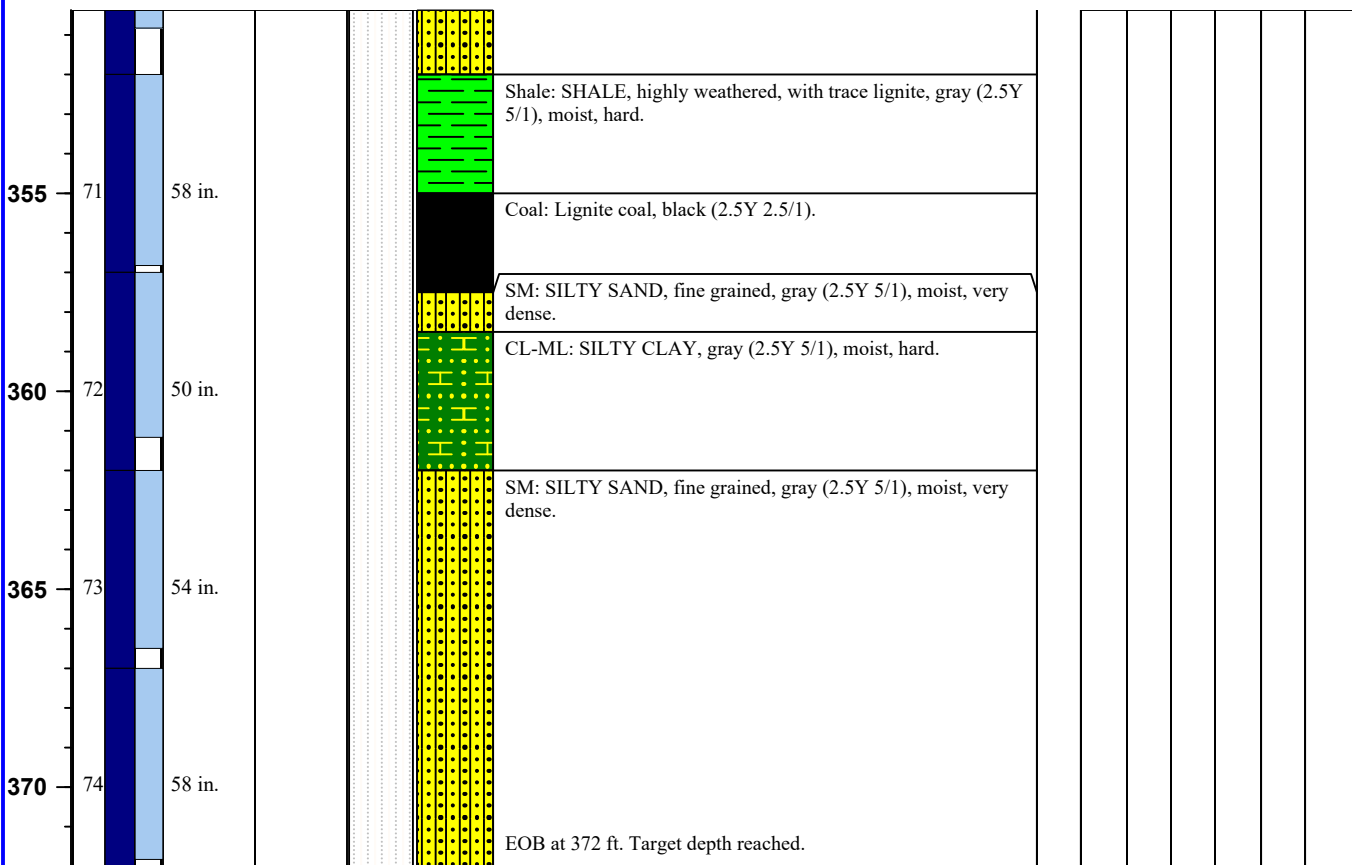 Shale: SHALE, highly weathered, with trace lignite, gray (2.5Y
5/1), moist, hard.
355
71
58 in.
Coal: Lignite coal, black (2.5Y 2.5/1).
SM: SILTY SAND, fine grained, gray (2.5Y 5/1), moist, very
dense.
CL-ML: SILTY CLAY, gray (2.5Y 5/1), moist, hard.
360
72
50 in.
SM: SILTY SAND, fine grained, gray (2.5Y 5/1), moist, very
dense.
365
73
54 in.
370
74
58 in.
EOB at 372 ft. Target depth reached.